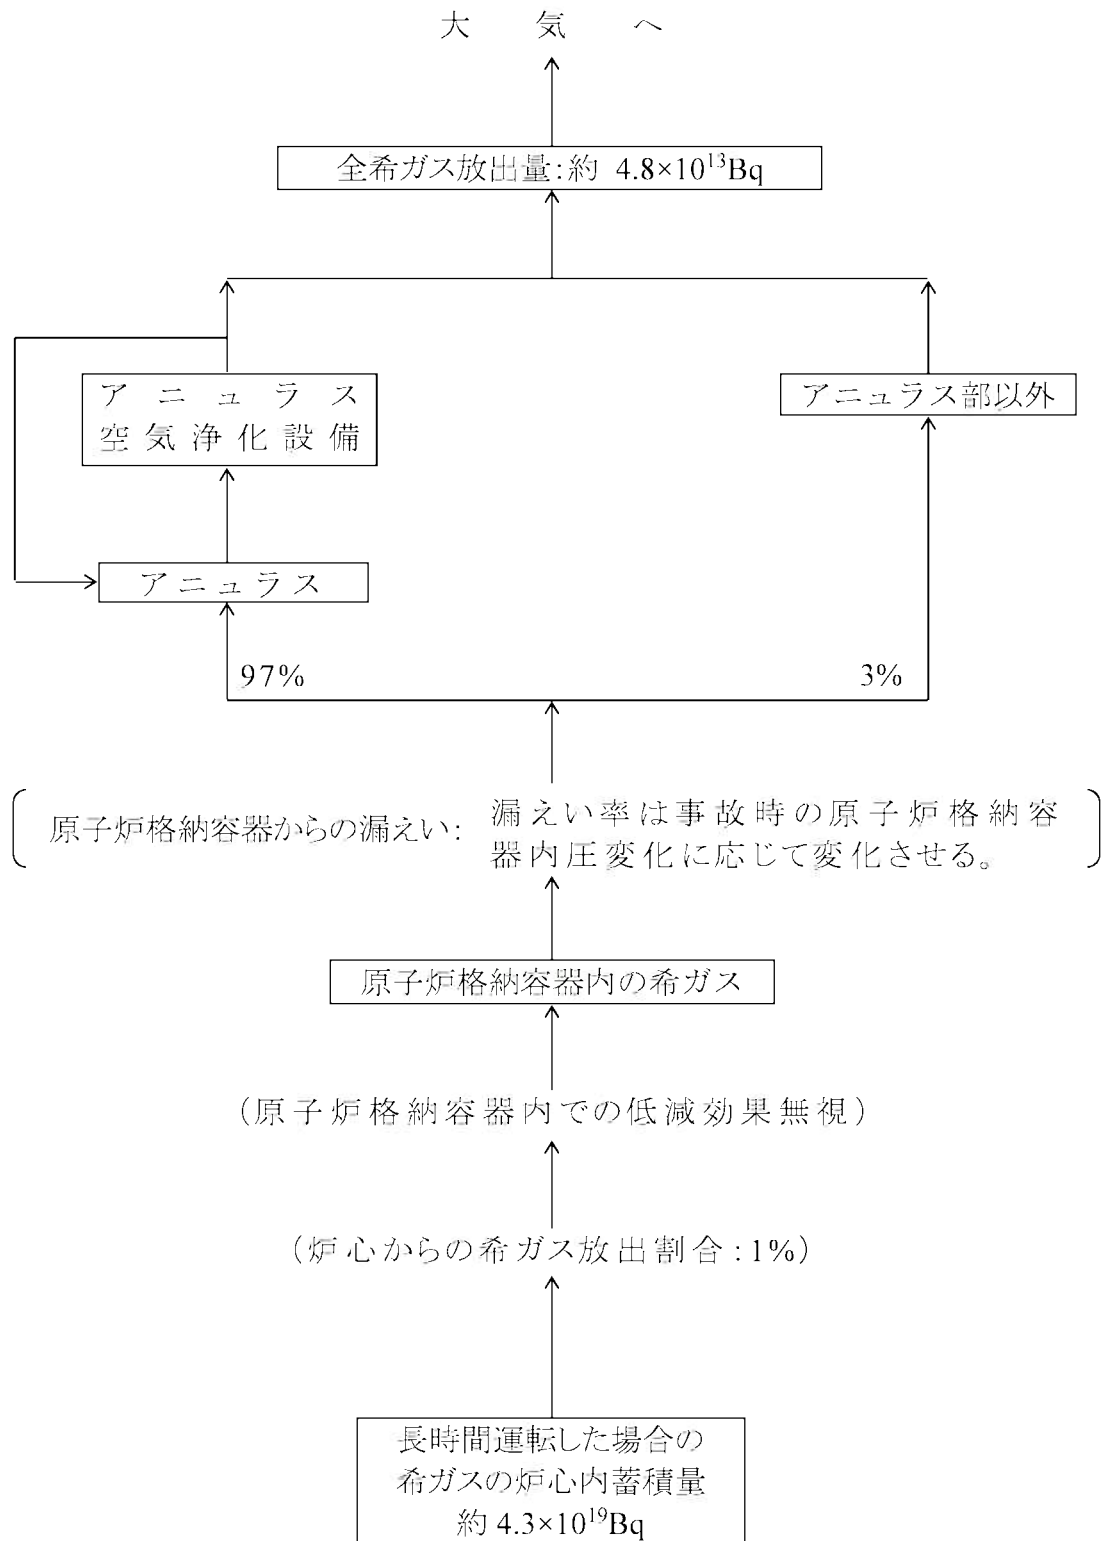 大気へ
全希ガス放出量:約 4.8×10¹³Bq
アニュラス
空気浄化設備
アニュラス部以外
アニュラス
97%
3%
原子炉格納容器からの漏えい:
漏えい率は事故時の原子炉格納容
器内圧変化に応じて変化させる。
原子炉格納容器内の希ガス
(原子炉格納容器内での低減効果無視)
(炉心からの希ガス放出割合:1%)
長時間運転した場合の
希ガスの炉心内蓄積量
約 4.3×10¹⁹Bq